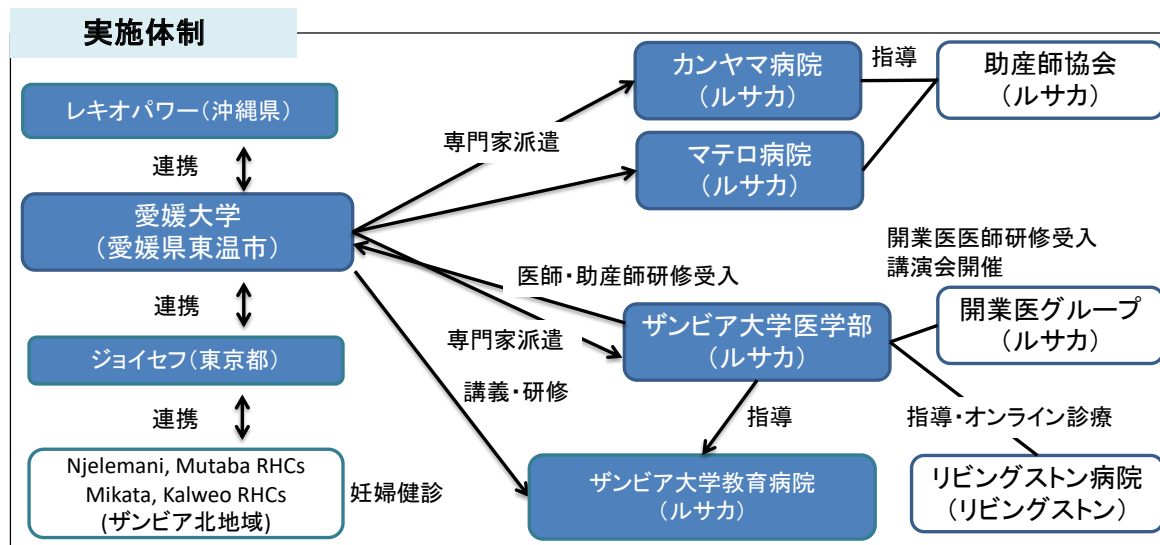 実施体制
レキオパワー(沖縄県)
連携
愛媛大学
(愛媛県東温市)
連携
ジョイセフ(東京都)
連携
Njelemani, Mutaba RHCs
Mikata, Kalweo RHCs
(ザンビア北地域)
妊婦健診
専門家派遣
カンヤマ病院
(ルサカ)
指導
助産師協会
(ルサカ)
マテロ病院
(ルサカ)
医師・助産師研修受入
専門家派遣
講義・研修
ザンビア大学医学部
(ルサカ)
開業医医師研修受入
講演会開催
開業医グループ
(ルサカ)
指導
指導・オンライン診療
ザンビア大学教育病院
(ルサカ)
リビングストン病院
(リビングストン)